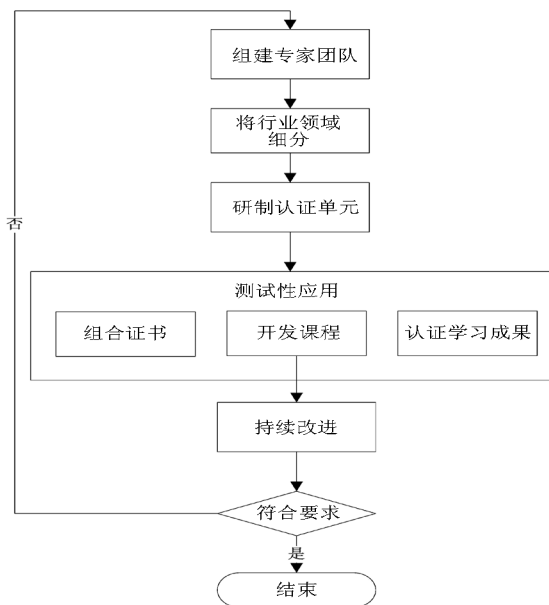 组建专家团队
将行业领域
细分
研制认证单元
否
测试性应用
组合证书
开发课程
认证学习成果
持续改进
符合要求
是
结束